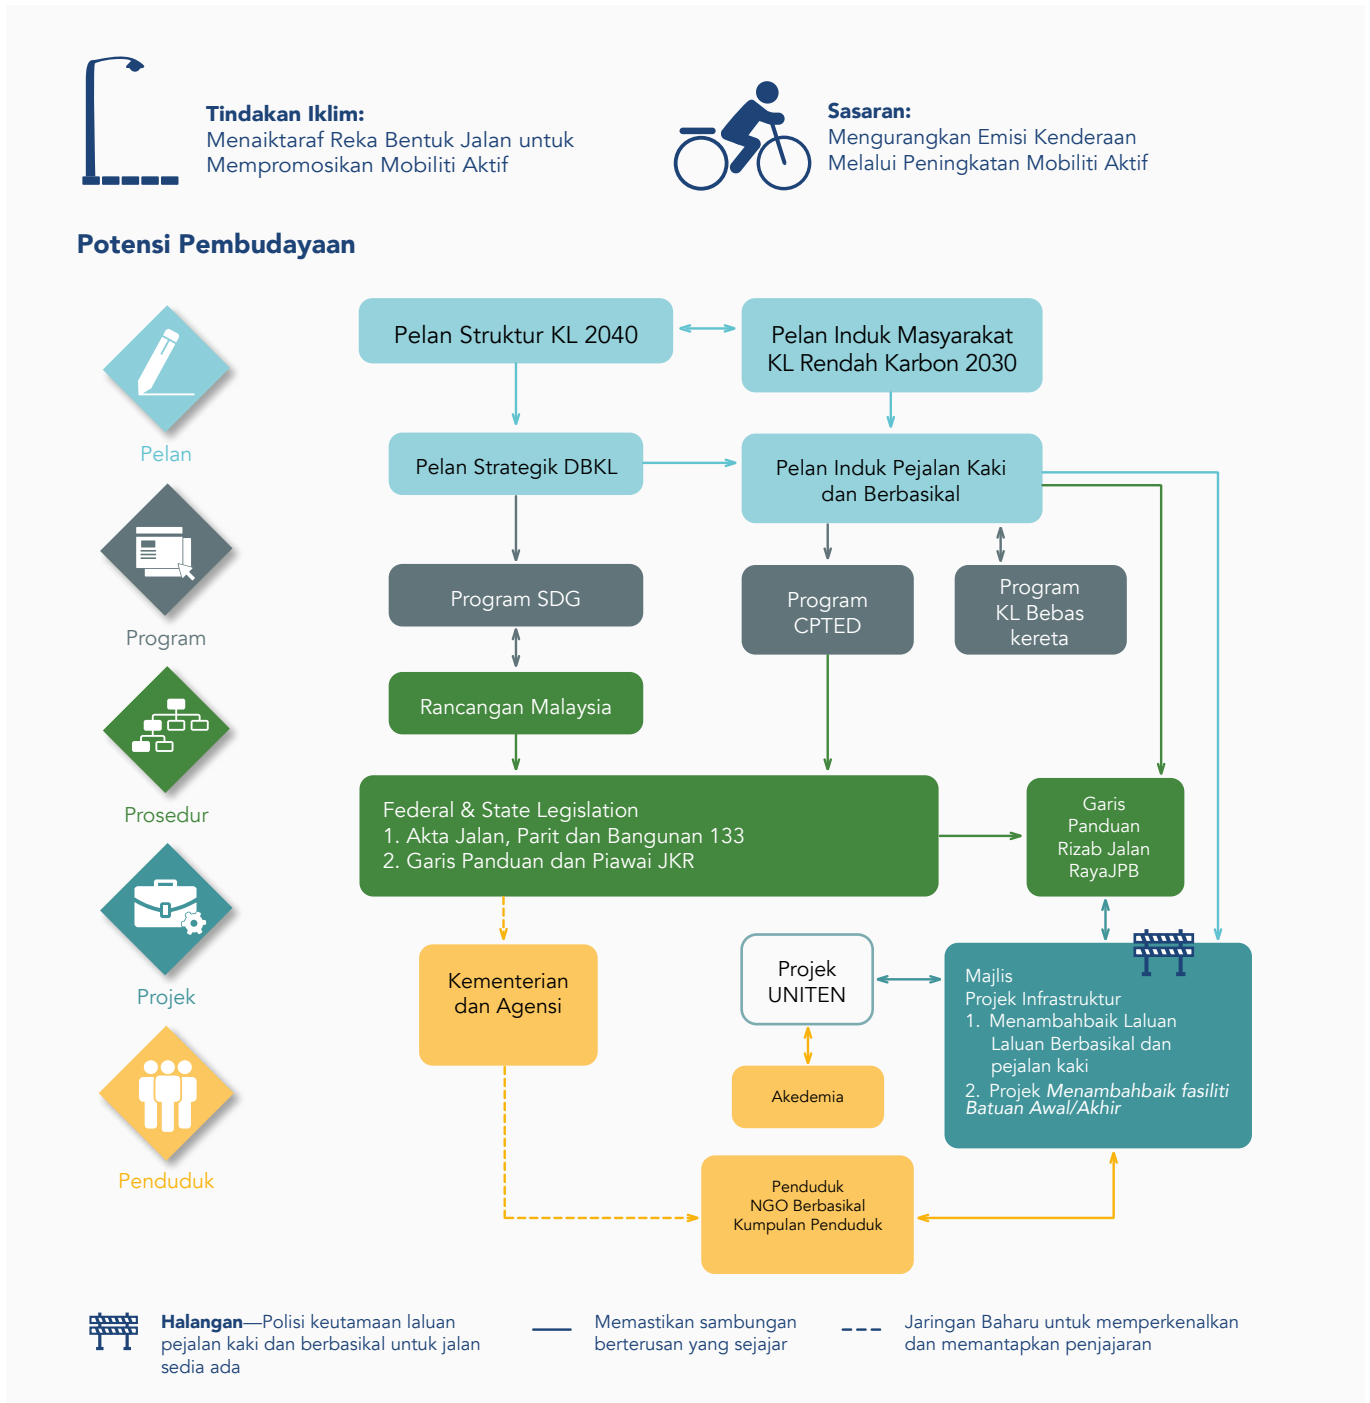 Tindakan Iklim:
Menaiktaraf Reka Bentuk Jalan untuk
Mempromosikan Mobiliti Aktif
Sasaran:
Mengurangkan Emisi Kenderaan
Melalui Peningkatan Mobiliti Aktif
Potensi Pembudayaan
Pelan
Program
Prosedur
Projek
Penduduk
Pelan Struktur KL 2040
Pelan Induk Masyarakat
KL Rendah Karbon 2030
Pelan Strategik DBKL
Pelan Induk Pejalan Kaki
dan Berbasikal
Program SDG
Program
CPTED
Program
KL Bebas
kereta
Rancangan Malaysia
Federal & State Legislation
1. Akta Jalan, Parit dan Bangunan 133
2. Garis Panduan dan Piawai JKR
Garis
Panduan
Rizab Jalan
RayaJPB
Kementerian
dan Agensi
Projek
UNITEN
Akedemia
Majlis
Projek Infrastruktur
1. Menambahbaik Laluan
Laluan Berbasikal dan
pejalan kaki
2. Projek Menambahbaik fasiliti
Batuan Awal/Akhir
Penduduk
NGO Berbasikal
Kumpulan Penduduk
Halangan—Polisi keutamaan laluan
pejalan kaki dan berbasikal untuk jalan
sedia ada
Memastikan sambungan
berterusan yang sejajar
Jaringan Baharu untuk memperkenalkan
dan memantapkan penjajaran